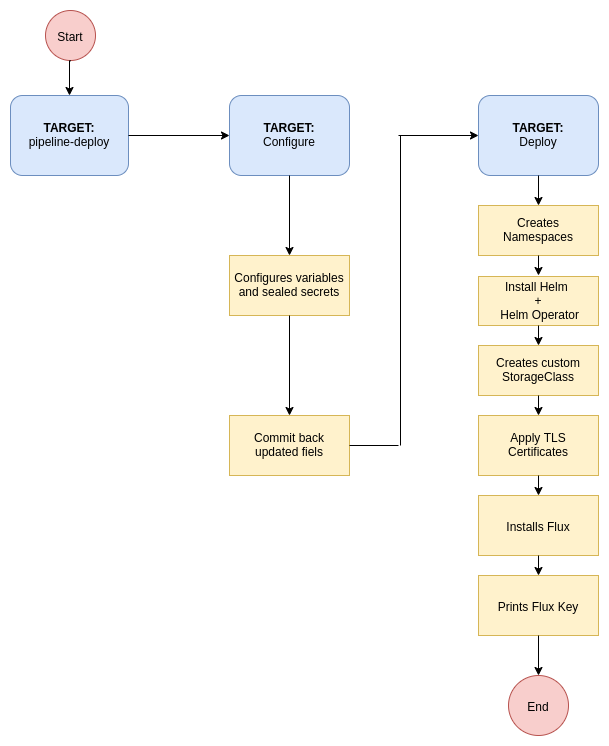 Start
TARGET:
pipeline-deploy
TARGET:
Configure
Configures variables
and sealed secrets
Commit back
updated fiels
TARGET:
Deploy
Creates
Namespaces
Install Helm
+
Helm Operator
Creates custom
StorageClass
Apply TLS
Certificates
Installs Flux
Prints Flux Key
End